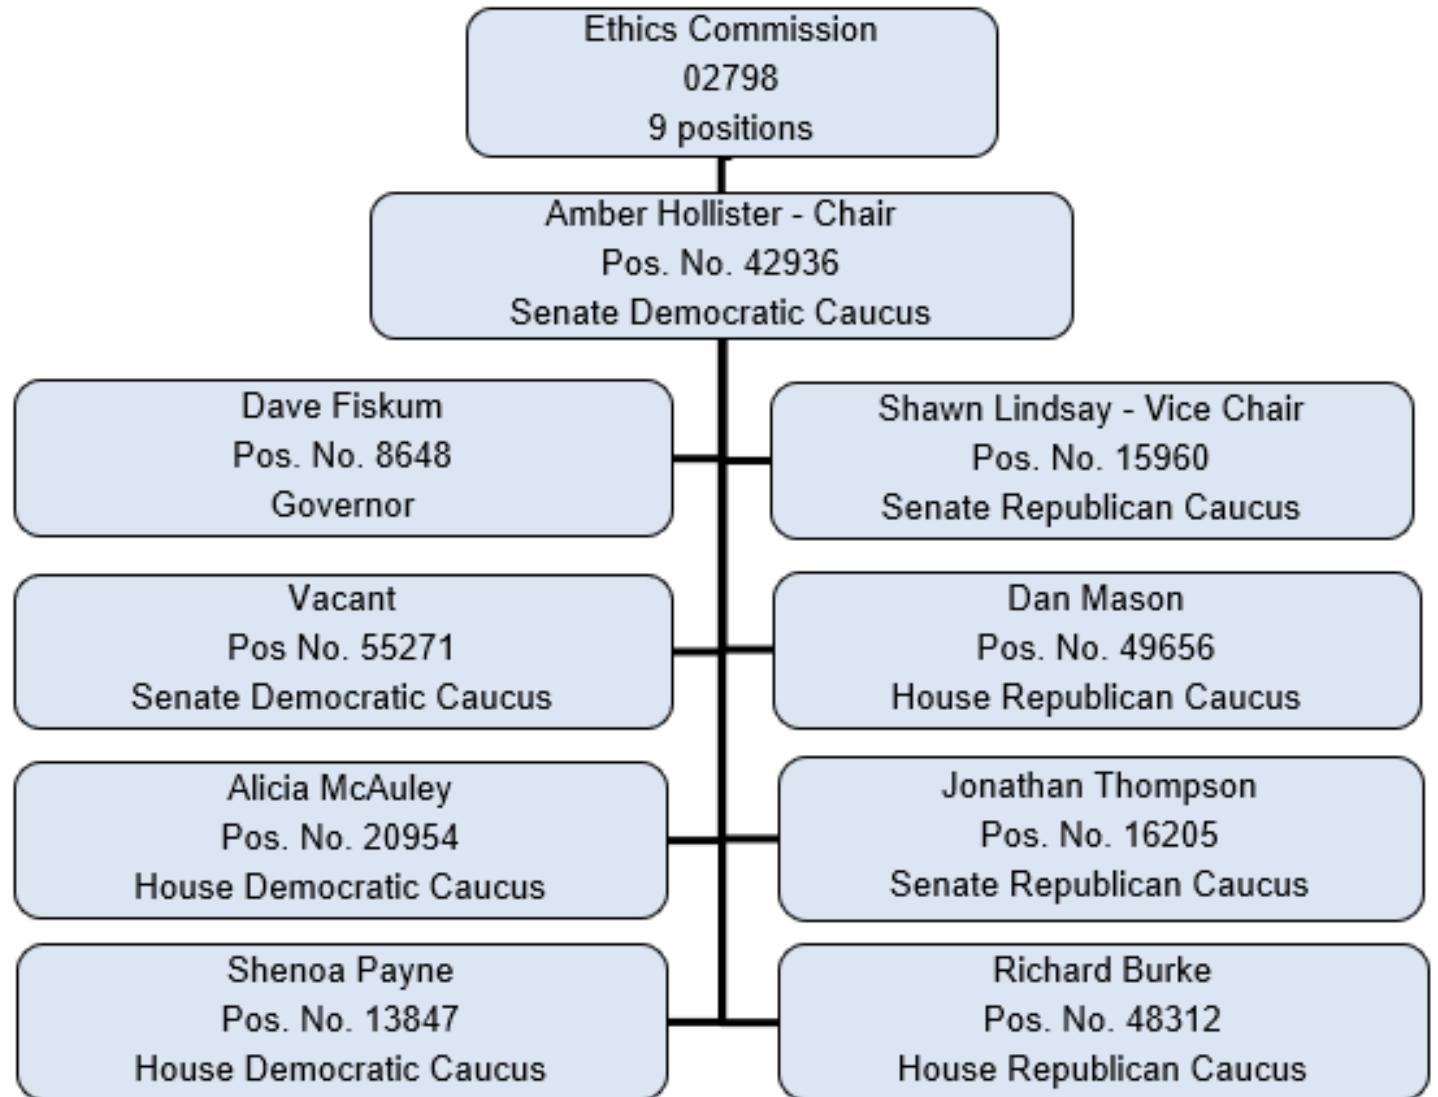 Ethics Commission
02798
9 positions
Amber Hollister - Chair
Pos. No. 42936
Senate Democratic Caucus
Dave Fiskum
Pos. No. 8648
Governor
Shawn Lindsay - Vice Chair
Pos. No. 15960
Senate Republican Caucus
Vacant
Pos No. 55271
Senate Democratic Caucus
Dan Mason
Pos. No. 49656
House Republican Caucus
Alicia McAuley
Pos. No. 20954
House Democratic Caucus
Jonathan Thompson
Pos. No. 16205
Senate Republican Caucus
Shenoa Payne
Pos. No. 13847
House Democratic Caucus
Richard Burke
Pos. No. 48312
House Republican Caucus